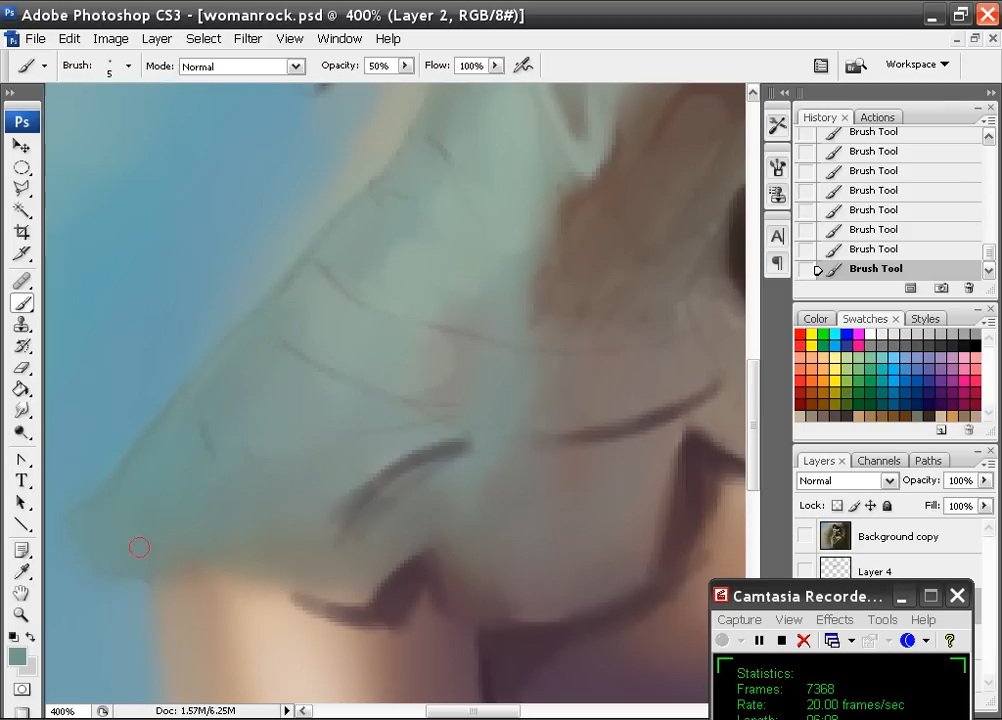 Adobe Photoshop CS3 - [womanrock.psd @ 400% (Layer 2, RGB/8#)]
File Edit Image Layer Select Filter View Window Help
Brush: 5 Mode: Normal Opacity: 50% Flow: 100% Workspace
Ps
History x Actions
Brush Tool
Brush Tool
Brush Tool
Brush Tool
Brush Tool
Brush Tool
Brush Tool
Brush Tool
Color Swatches x Styles
Layers x Channels Paths
Normal Opacity: 100%
Lock: Fill: 100%
Background copy
Layer 4
Camtasia Recorde...
Capture View Effects Tools Help
Statistics:
Frames: 7368
Rate: 20.00 frames/sec
400% Doc: 1.57M/6.25M